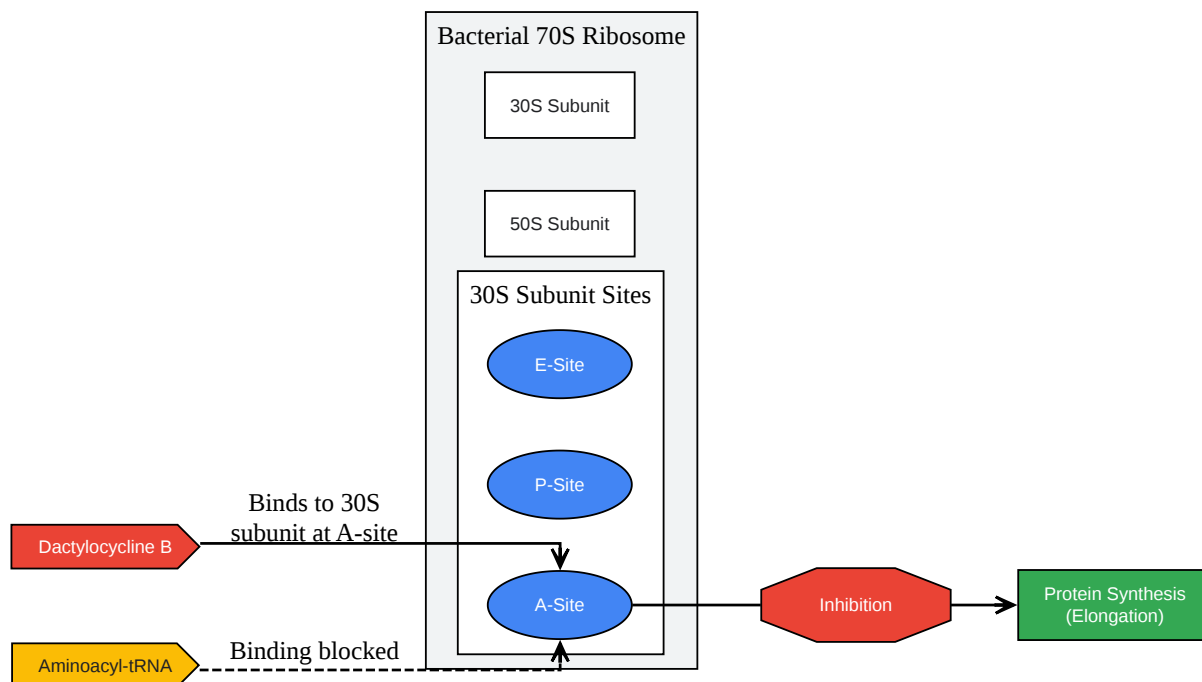 Bacterial 70S Ribosome
30S Subunit
50S Subunit
30S Subunit Sites
E-Site
P-Site
Binds to 30S
subunit at A-site
Dactylocycline B
A-Site
Inhibition
Protein Synthesis
(Elongation)
Binding blocked
Aminoacyl-tRNA